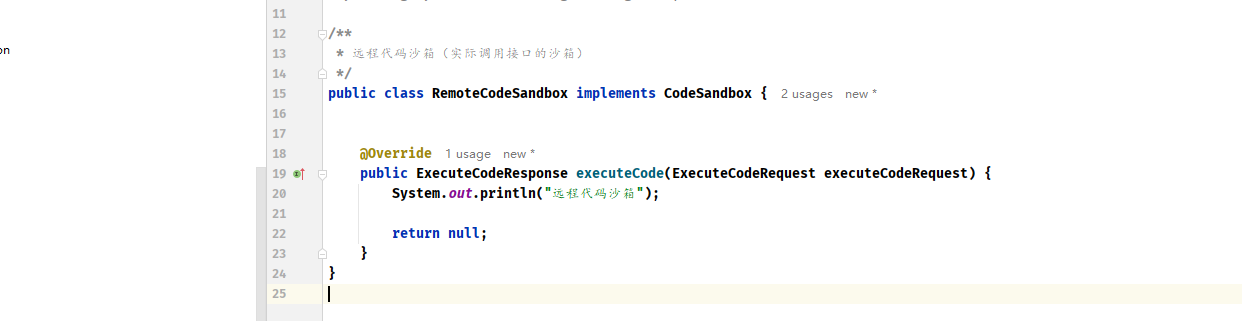 11
12 /**
on
13 * 远程代码沙箱（实际调用接口的沙箱）
14 */
15 public class RemoteCodeSandbox implements CodeSandbox { 2 usages new *
16
17
18 @Override 1 usage new *
19 public ExecuteCodeResponse executeCode(ExecuteCodeRequest executeCodeRequest) {
20 System.out.println("远程代码沙箱");
21
22 return null;
23 }
24 }
25